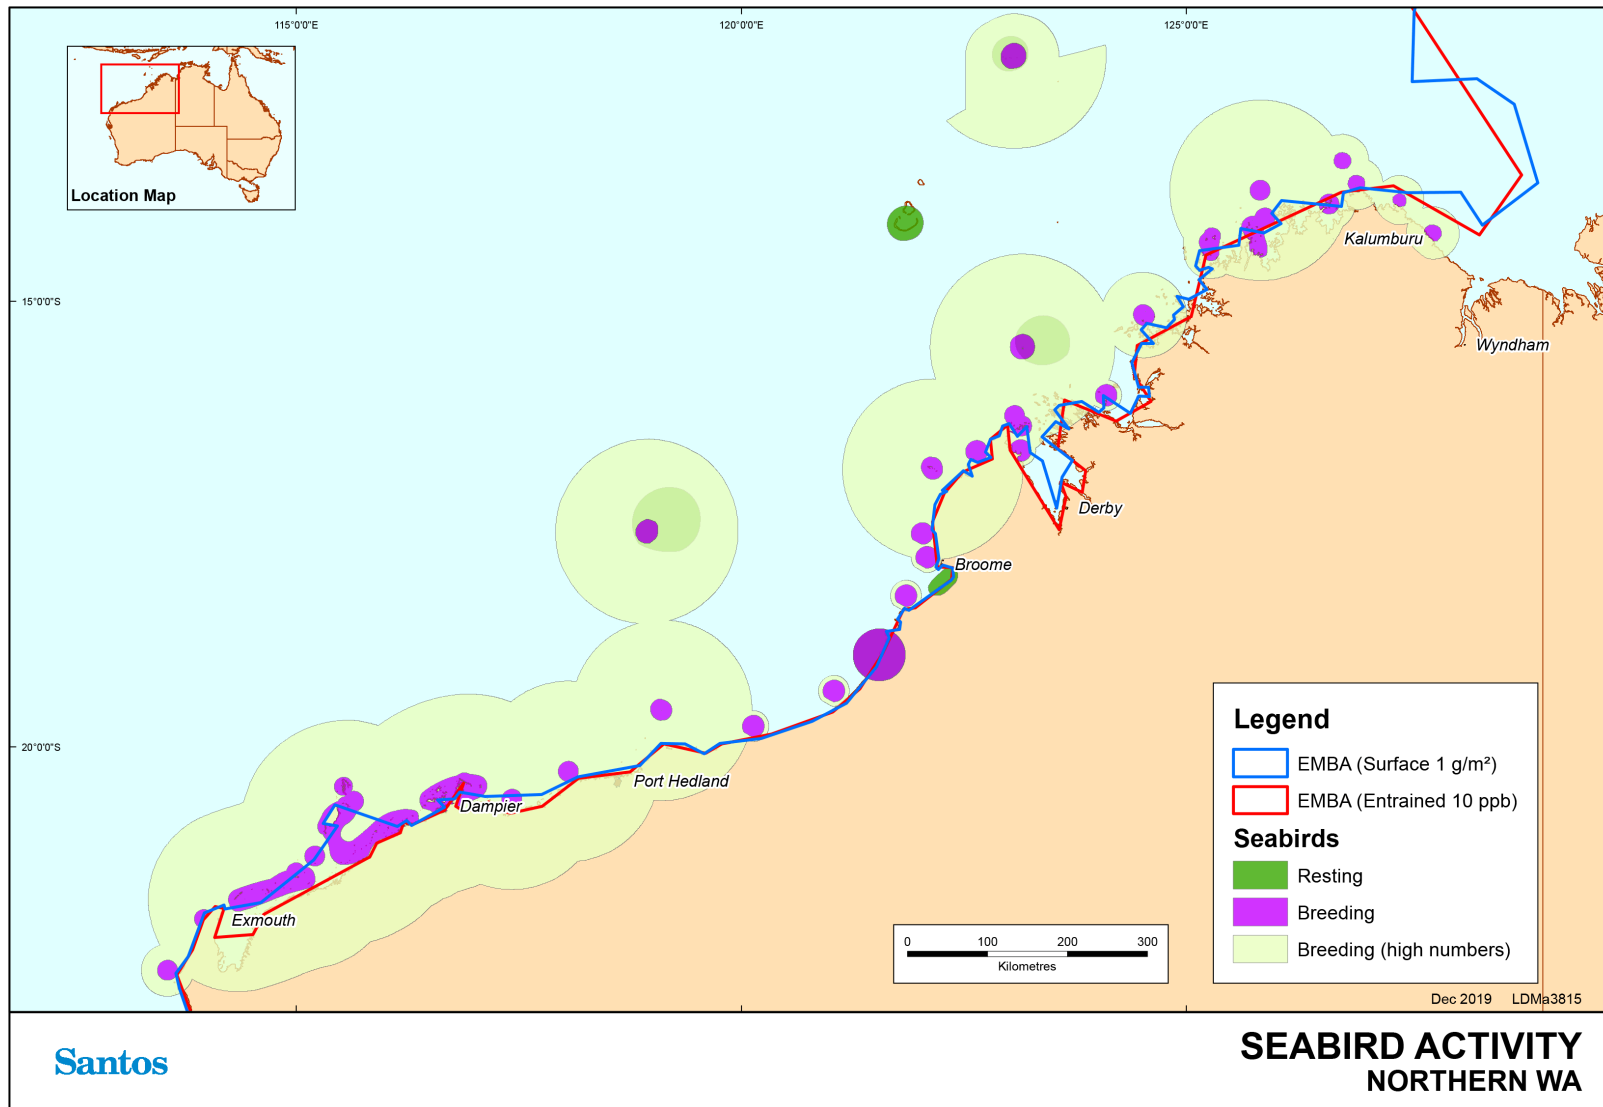 115°0'0"E
120°0'0"E
125°0'0"E
Location Map
Kalumburu
15°0'0"S
Wyndham
Derby
Broome
Legend
EMBA (Surface 1 g/m²)
20°0'0"S
Port Hedland
EMBA (Entrained 10 ppb)
Dampier
Seabirds
Resting
Breeding
Exmouth
0 100 200 300
Breeding (high numbers)
Kilometres
Dec 2019 LDMa3815
SEABIRD ACTIVITY
Santos
NORTHERN WA